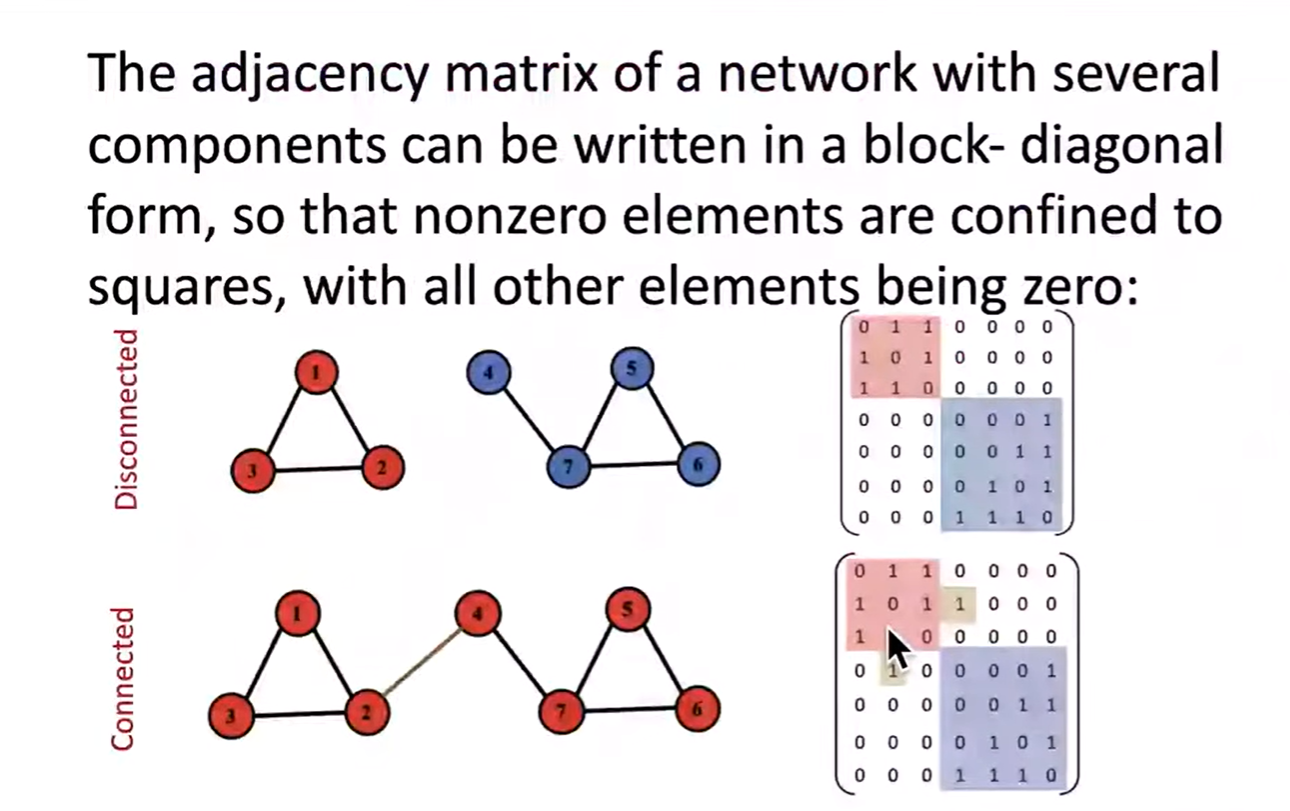 The adjacency matrix of a network with several
components can be written in a block- diagonal
form, so that nonzero elements are confined to
squares, with all other elements being zero:
Disconnected
1
4
5
3
2
7
6
0 1 1 0 0 0 0
1 0 1 0 0 0 0
1 1 0 0 0 0 0
0 0 0 0 0 0 1
0 0 0 0 0 1 1
0 0 0 0 1 0 1
0 0 0 1 1 1 0
Connected
1
4
5
3
2
7
6
0 1 1 0 0 0 0
1 0 1 1 0 0 0
1 0 0 0 0 0
0 1 0 0 0 0 1
0 0 0 0 0 1 1
0 0 0 0 1 0 1
0 0 0 1 1 1 0